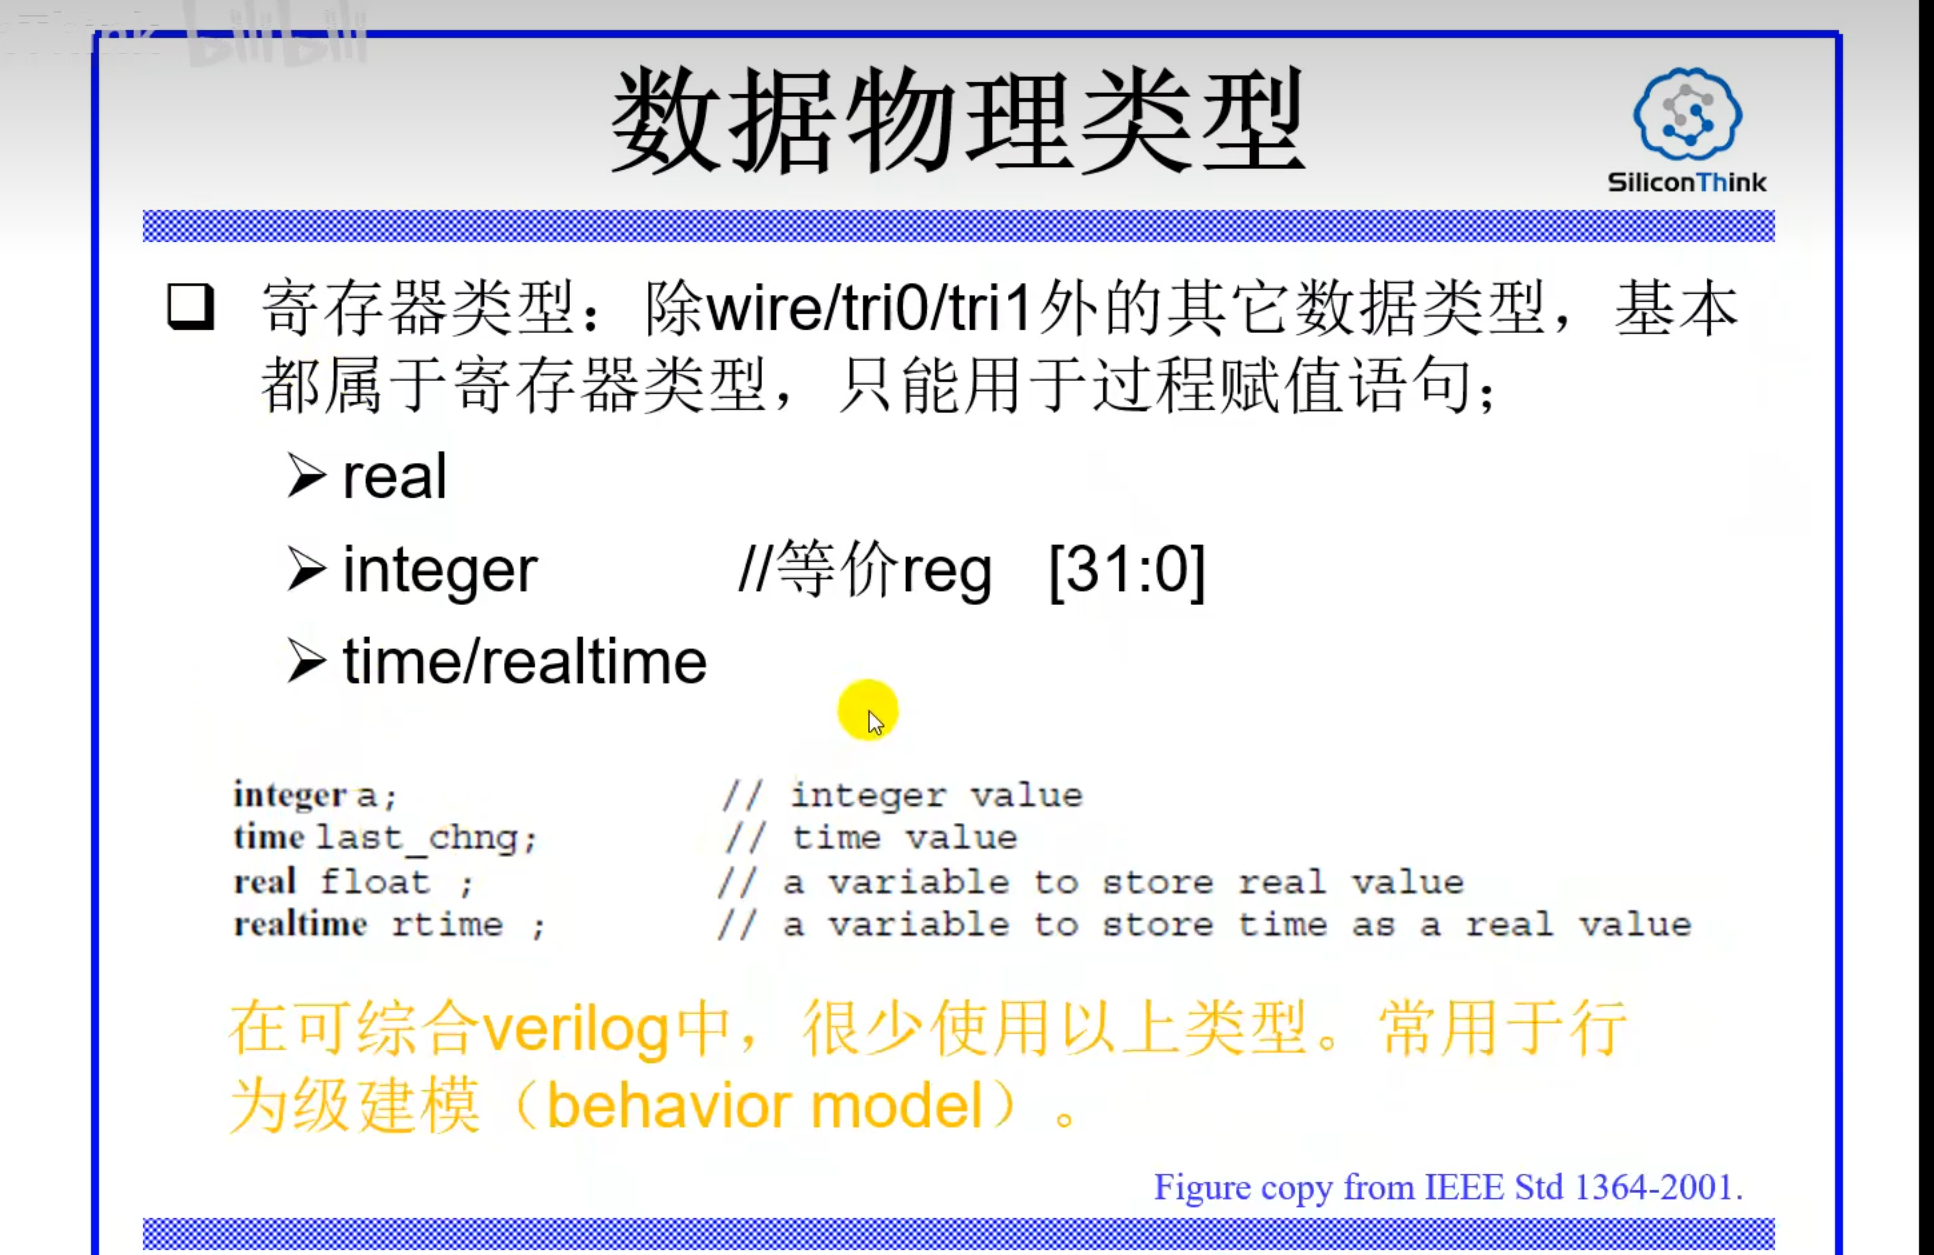 bilibili
数据物理类型
SiliconThink
寄存器类型：除wire/tri0/tri1外的其它数据类型，基本
都属于寄存器类型，只能用于过程赋值语句；
real
integer //等价reg [31:0]
time/realtime
integer a; // integer value
time last_chng; // time value
real float ; // a variable to store real value
realtime rtime ; // a variable to store time as a real value
在可综合verilog中，很少使用以上类型。常用于行
为级建模（behavior model）。
Figure copy from IEEE Std 1364-2001.